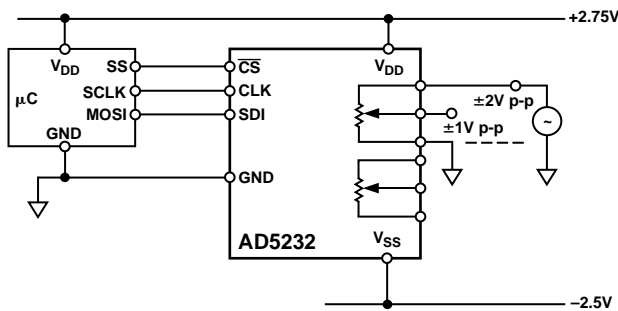 +2.75V
VDD
SS
CS
VDD
µC
SCLK
CLK
±2V p-p
MOSI
SDI
±1V p-p
~
GND
GND
AD5232
VSS
–2.5V